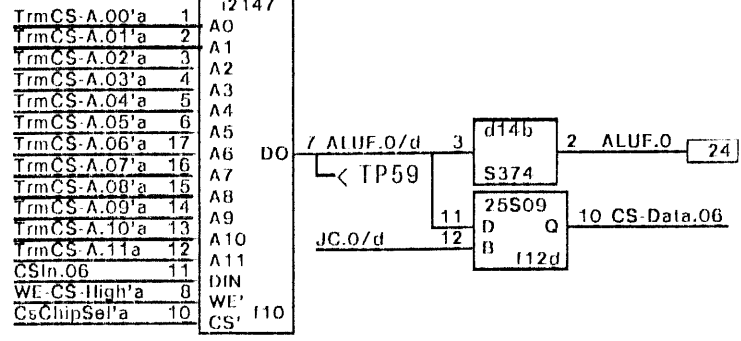 i2147
TrmCS-A.00'a 1 A0
TrmCS-A.01'a 2 A1
TrmCS-A.02'a 3 A2
TrmCS-A.03'a 4 A3
TrmCS-A.04'a 5 A4
TrmCS-A.05'a 6 A5
TrmCS-A.06'a 17 A6 DO 7 ALUF.0/d 3 d14b 2 ALUF.0 24
TrmCS-A.07'a 16 A7 < TP59 S374
TrmCS-A.08'a 15 A8
TrmCS-A.09'a 14 A9 11 D 25S09 Q 10 CS-Data.06
TrmCS-A.10'a 13 A10 JC.0/d 12 B
TrmCS-A.11a 12 A11 f12d
CSIn.06 11 DIN
WE-CS-High'a 8 WE'
CsChipSel'a 10 CS' f10